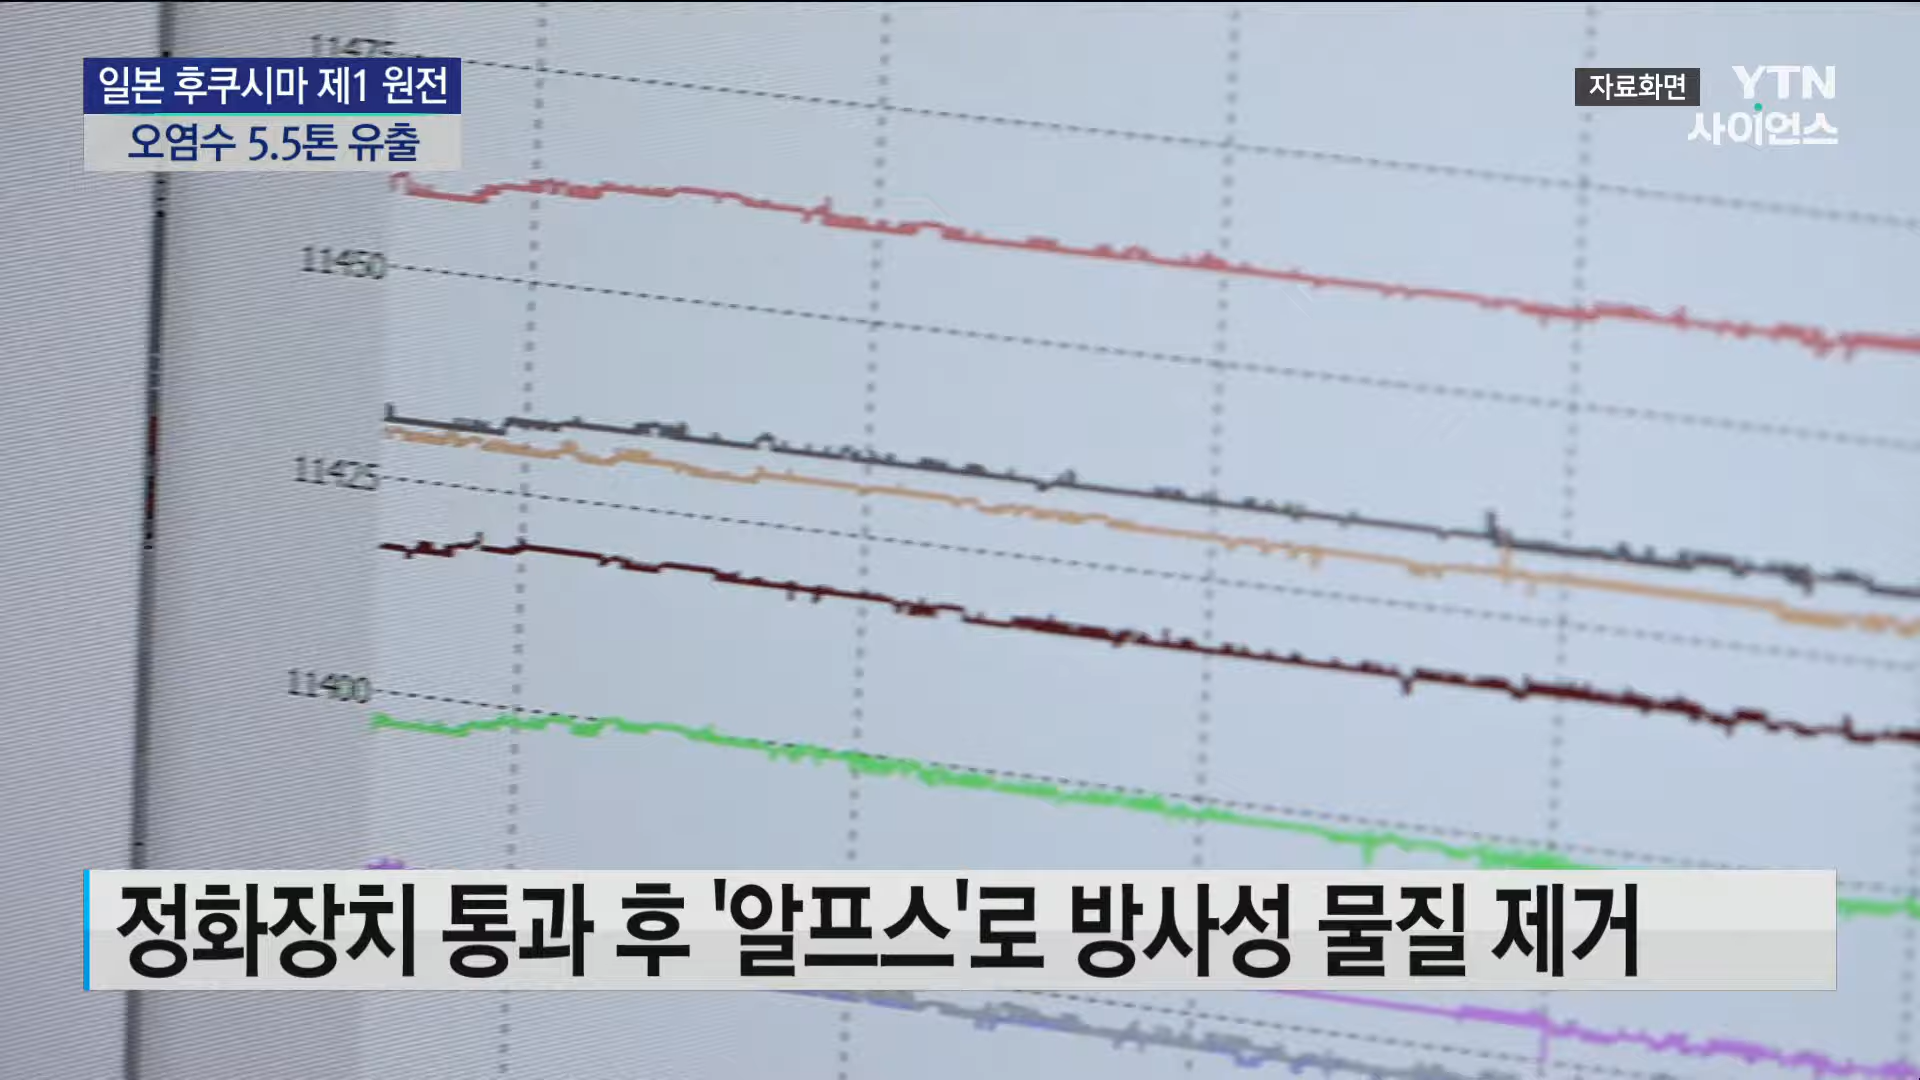 11475
일본 후쿠시마 제1 원전
오염수 5.5톤 유출
자료화면
YTN
사이언스
11450
11425
11400
정화장치 통과 후 '알프스'로 방사성 물질 제거